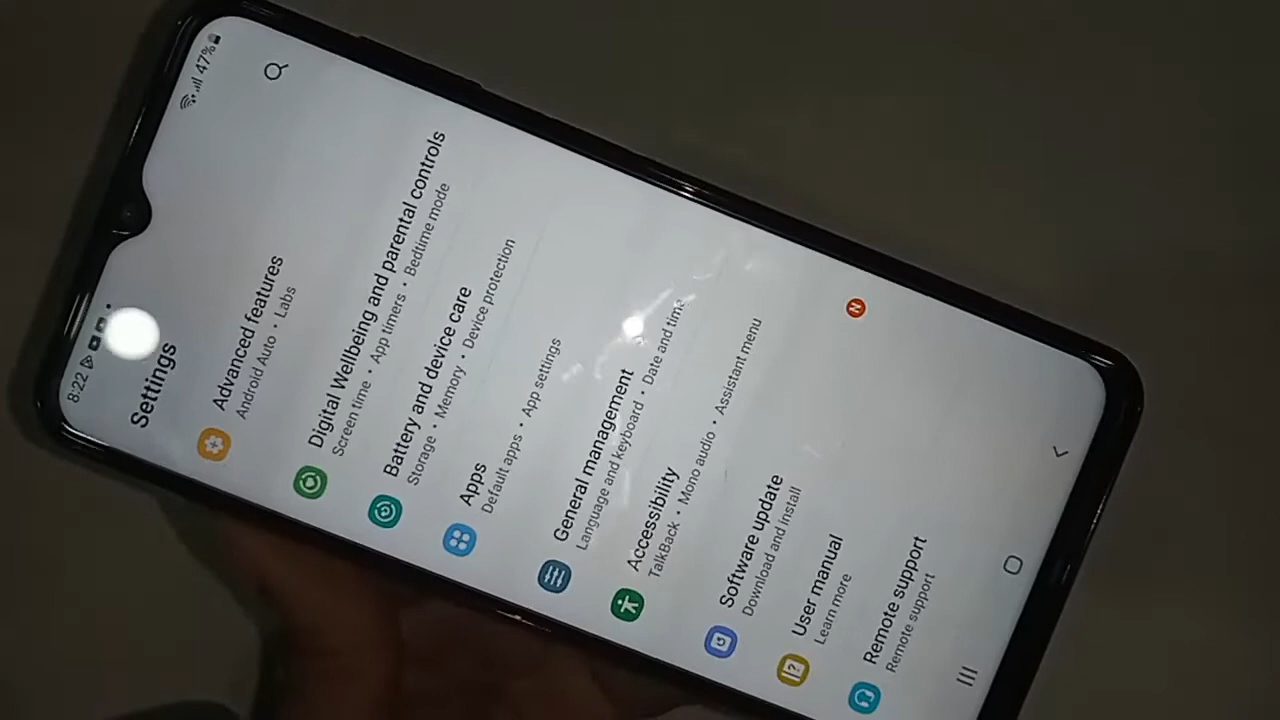 8:22
47%
Settings
Advanced features
Android Auto • Labs
Digital Wellbeing and parental controls
Screen time • App timers • Bedtime mode
Battery and device care
Storage • Memory • Device protection
Apps
Default apps • App settings
General management
Language and keyboard • Date and time
Accessibility
TalkBack • Mono audio • Assistant menu
Software update
Download and install
N
User manual
Learn more
Remote support
Remote support